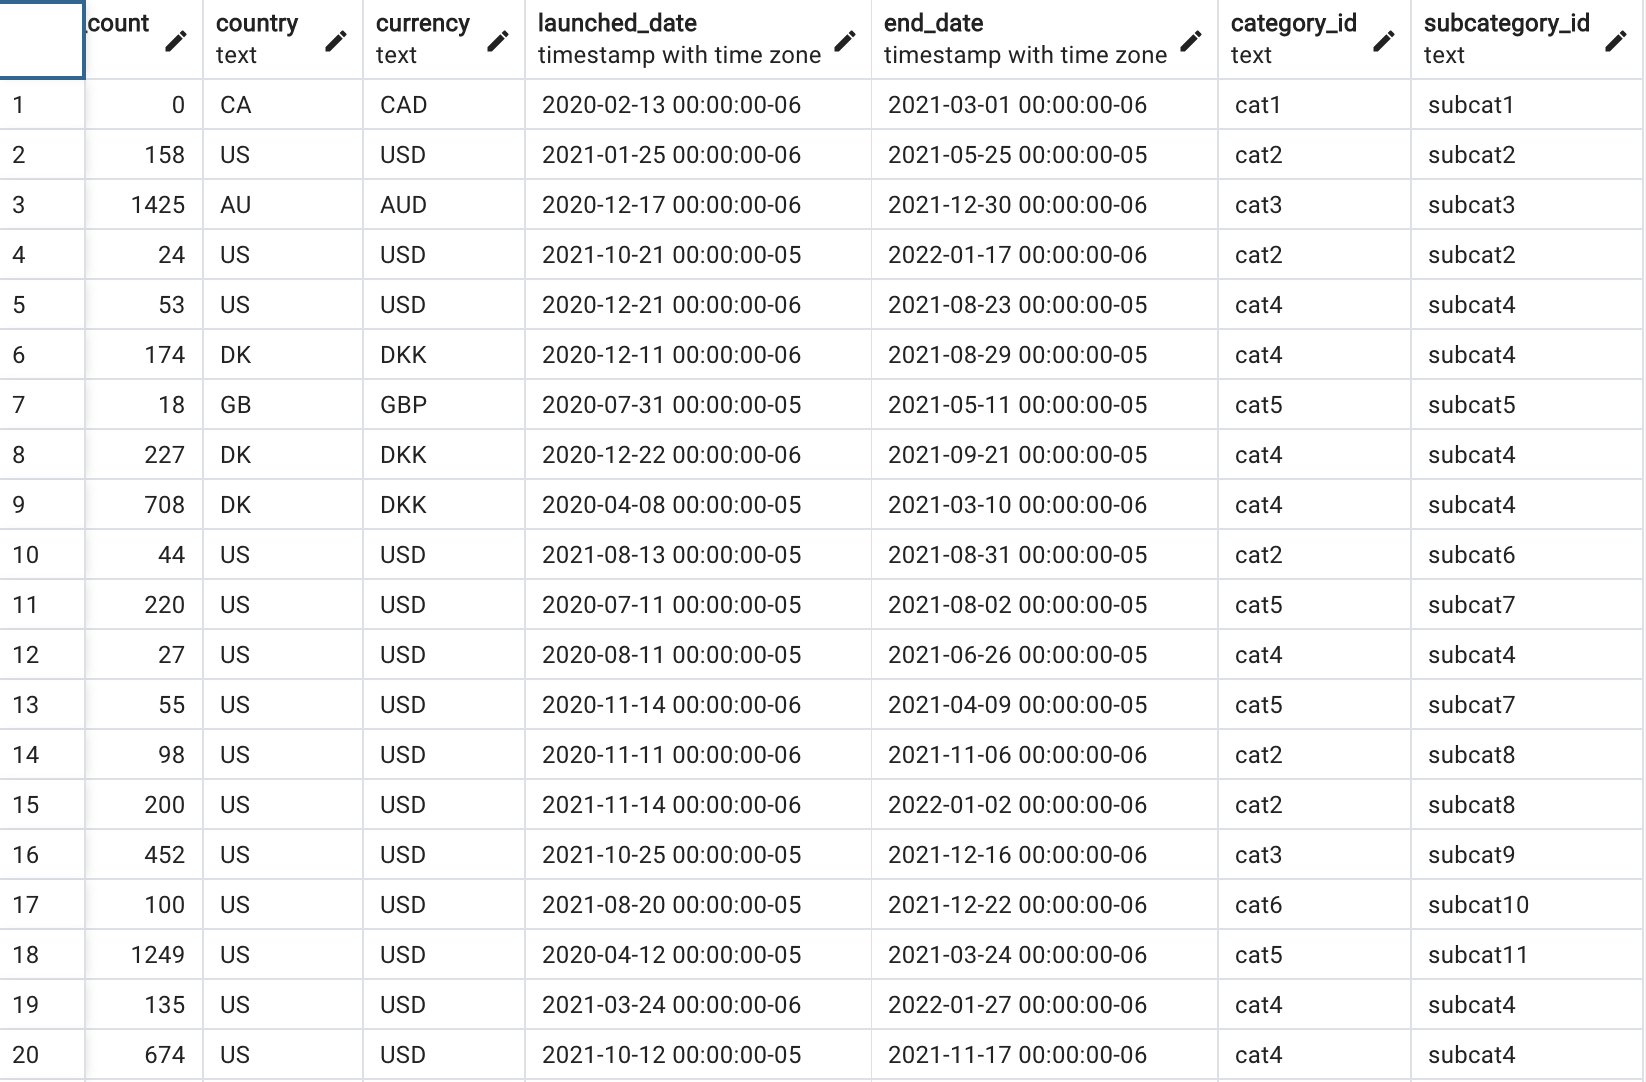 _count country currency launched_date end_date category_id subcategory_id
text text timestamp with time zone timestamp with time zone text text
1 0 CA CAD 2020-02-13 00:00:00-06 2021-03-01 00:00:00-06 cat1 subcat1
2 158 US USD 2021-01-25 00:00:00-06 2021-05-25 00:00:00-05 cat2 subcat2
3 1425 AU AUD 2020-12-17 00:00:00-06 2021-12-30 00:00:00-06 cat3 subcat3
4 24 US USD 2021-10-21 00:00:00-05 2022-01-17 00:00:00-06 cat2 subcat2
5 53 US USD 2020-12-21 00:00:00-06 2021-08-23 00:00:00-05 cat4 subcat4
6 174 DK DKK 2020-12-11 00:00:00-06 2021-08-29 00:00:00-05 cat4 subcat4
7 18 GB GBP 2020-07-31 00:00:00-05 2021-05-11 00:00:00-05 cat5 subcat5
8 227 DK DKK 2020-12-22 00:00:00-06 2021-09-21 00:00:00-05 cat4 subcat4
9 708 DK DKK 2020-04-08 00:00:00-05 2021-03-10 00:00:00-06 cat4 subcat4
10 44 US USD 2021-08-13 00:00:00-05 2021-08-31 00:00:00-05 cat2 subcat6
11 220 US USD 2020-07-11 00:00:00-05 2021-08-02 00:00:00-05 cat5 subcat7
12 27 US USD 2020-08-11 00:00:00-05 2021-06-26 00:00:00-05 cat4 subcat4
13 55 US USD 2020-11-14 00:00:00-06 2021-04-09 00:00:00-05 cat5 subcat7
14 98 US USD 2020-11-11 00:00:00-06 2021-11-06 00:00:00-06 cat2 subcat8
15 200 US USD 2021-11-14 00:00:00-06 2022-01-02 00:00:00-06 cat2 subcat8
16 452 US USD 2021-10-25 00:00:00-05 2021-12-16 00:00:00-06 cat3 subcat9
17 100 US USD 2021-08-20 00:00:00-05 2021-12-22 00:00:00-06 cat6 subcat10
18 1249 US USD 2020-04-12 00:00:00-05 2021-03-24 00:00:00-06 cat5 subcat11
19 135 US USD 2021-03-24 00:00:00-06 2022-01-27 00:00:00-06 cat4 subcat4
20 674 US USD 2021-10-12 00:00:00-05 2021-11-17 00:00:00-06 cat4 subcat4